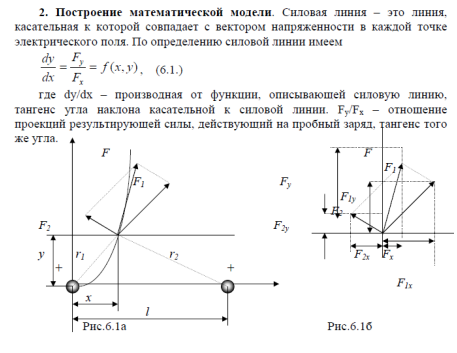 2. Построение математической модели. Силовая линия – это линия,
касательная к которой совпадает с вектором напряженности в каждой точке
электрического поля. По определению силовой линии имеем
dy/dx = Fy/Fx = f(x, y), (6.1.)
где dy/dx – производная от функции, описывающей силовую линию,
тангенс угла наклона касательной к силовой линии. Fy/Fx – отношение
проекций результирующей силы, действующий на пробный заряд, тангенс того
же угла.
F
F1
F2
y
r1
r2
+
+
x
l
Рис.6.1а
F
F1
Fy
F1y
F2
F2y
F2x
Fx
F1x
Рис.6.1б